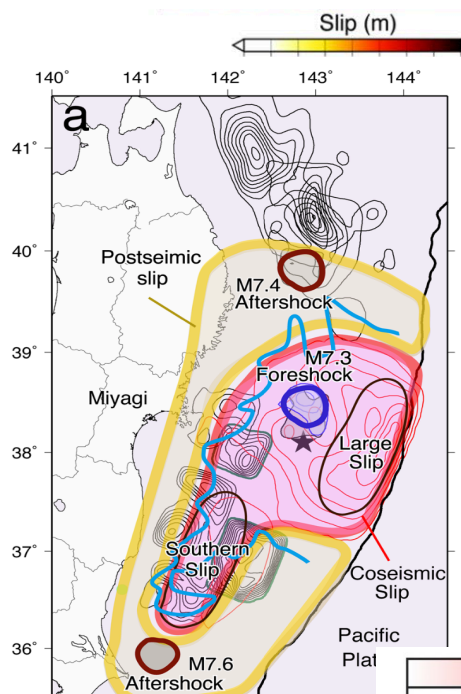 Slip (m)
140° 141° 142° 143° 144°
a
41°
40°
Postseimic
slip
M7.4
Aftershock
39°
M7.3
Foreshock
Miyagi
38°
Large
Slip
37°
Southern
Slip
Coseismic
Slip
Pacific
36°
M7.6
Aftershock